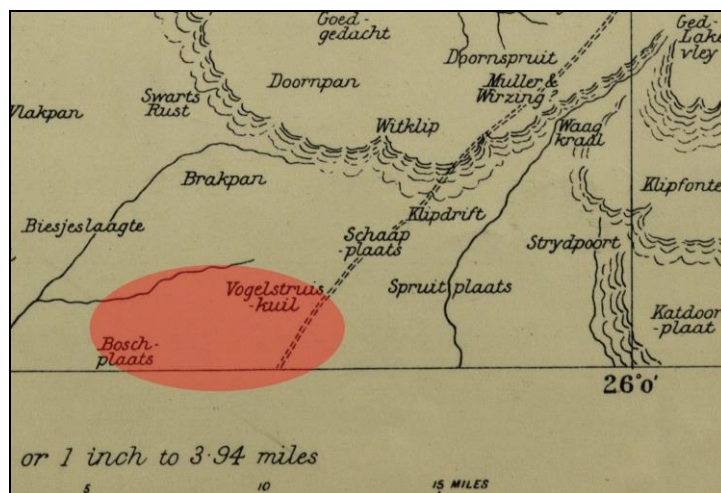 Goed-
gedacht
Ged-
Lake
vley
Doornspruit
Doornpan
Muller &
Wirzing?
Swarts
Rust
Vlakpan
Witklip
Waag
kraal
Brakpan
Klipfonte
Klipdrift
Biesjeslaagte
Schaap
plaats
Strydpoort
Vogelstruis
-kuil
Spruit plaats
Katdoor
-plaat
Bosch-
plaats
26°0'
or 1 inch to 3·94 miles
5 10 15 MILES